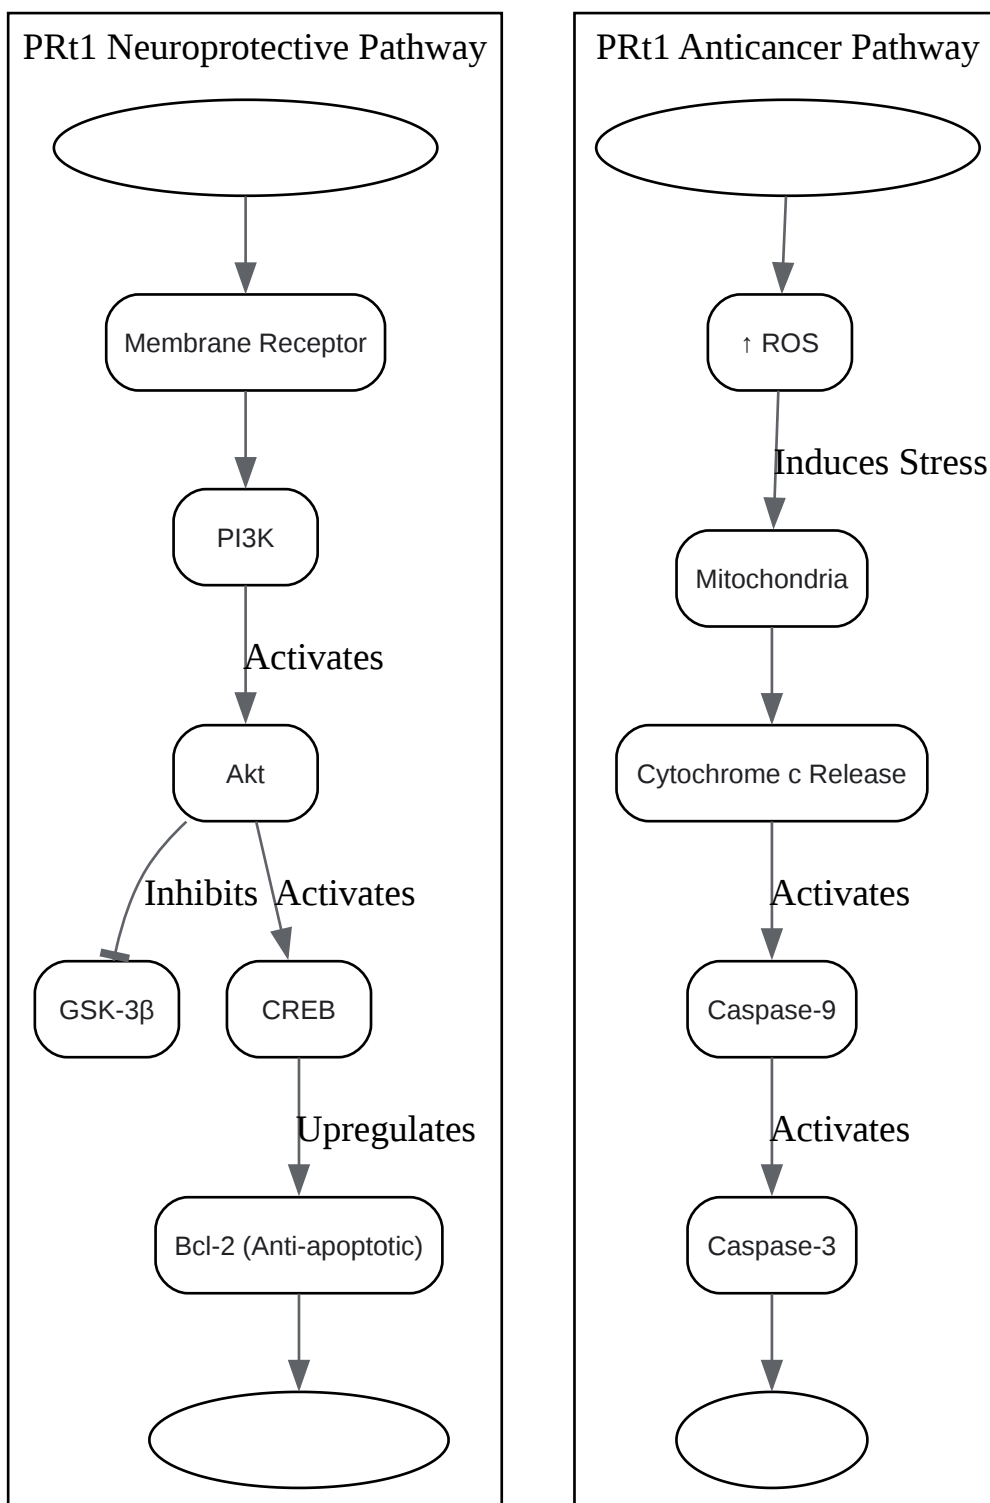 PRt1 Neuroprotective Pathway
Membrane Receptor
PI3K
Activates
Akt
Inhibits
Activates
GSK-3β
CREB
Upregulates
Bcl-2 (Anti-apoptotic)
PRt1 Anticancer Pathway
↑ ROS
Induces Stress
Mitochondria
Cytochrome c Release
Activates
Caspase-9
Activates
Caspase-3